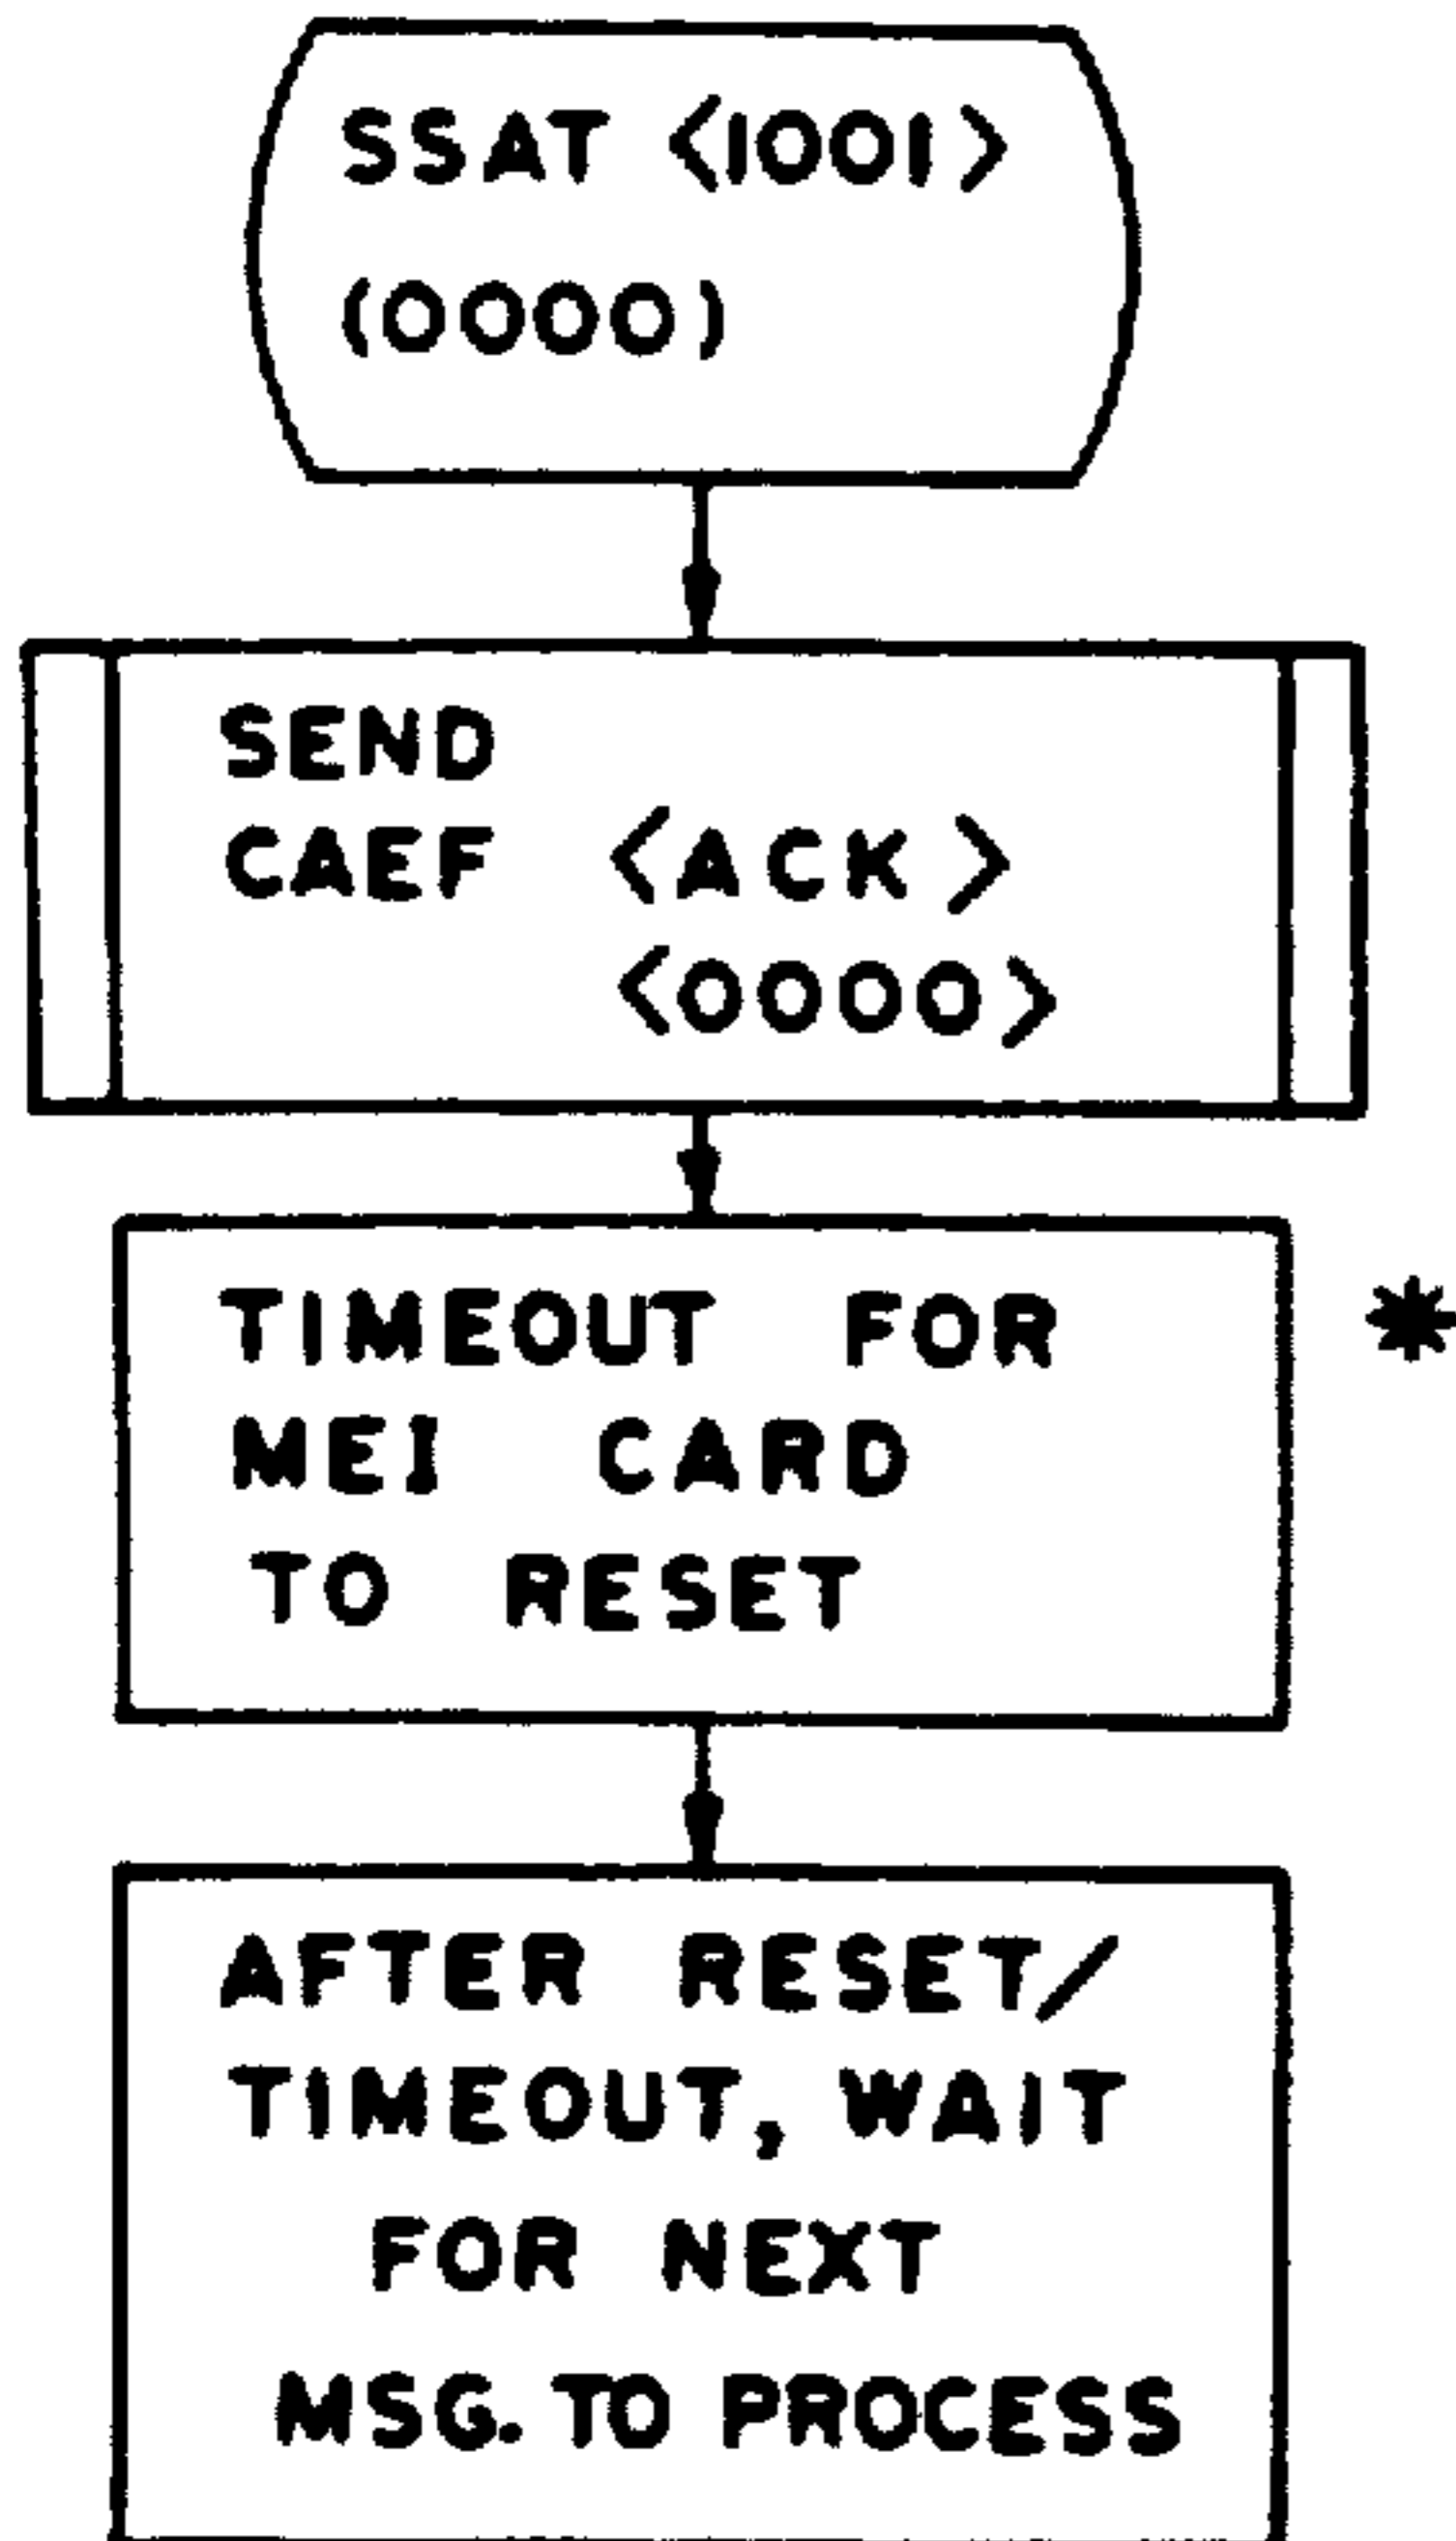 SSAT <1001>
(0000)
SEND
CAEF <ACK>
<0000>
TIMEOUT FOR *
MEI CARD
TO RESET
AFTER RESET/
TIMEOUT, WAIT
FOR NEXT
MSG. TO PROCESS